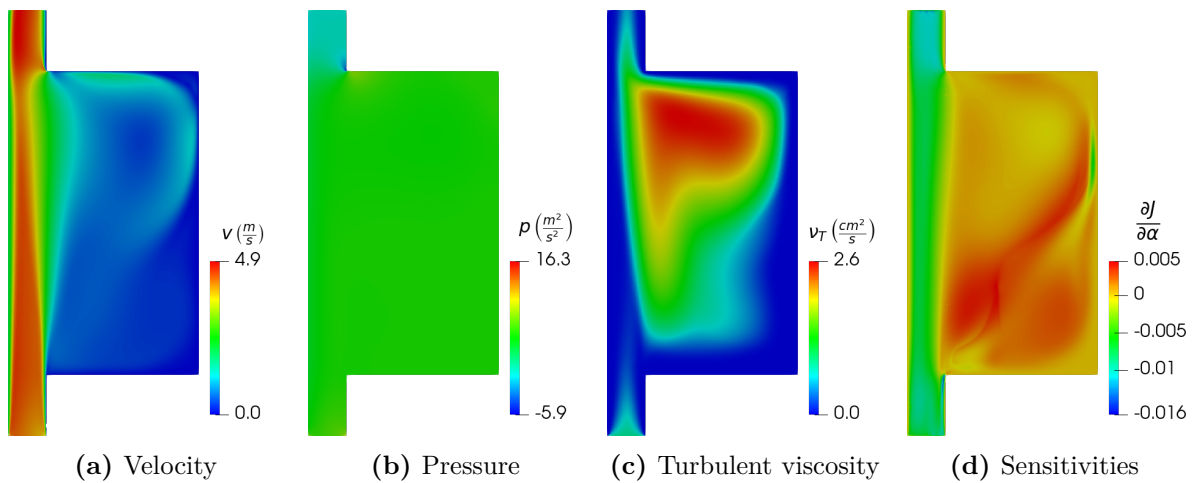 v (m/s)
4.9
0.0
(a) Velocity
p (m²/s²)
16.3
-5.9
(b) Pressure
ν_T (cm²/s)
2.6
0.0
(c) Turbulent viscosity
∂J/∂α
0.005
0
-0.005
-0.01
-0.016
(d) Sensitivities